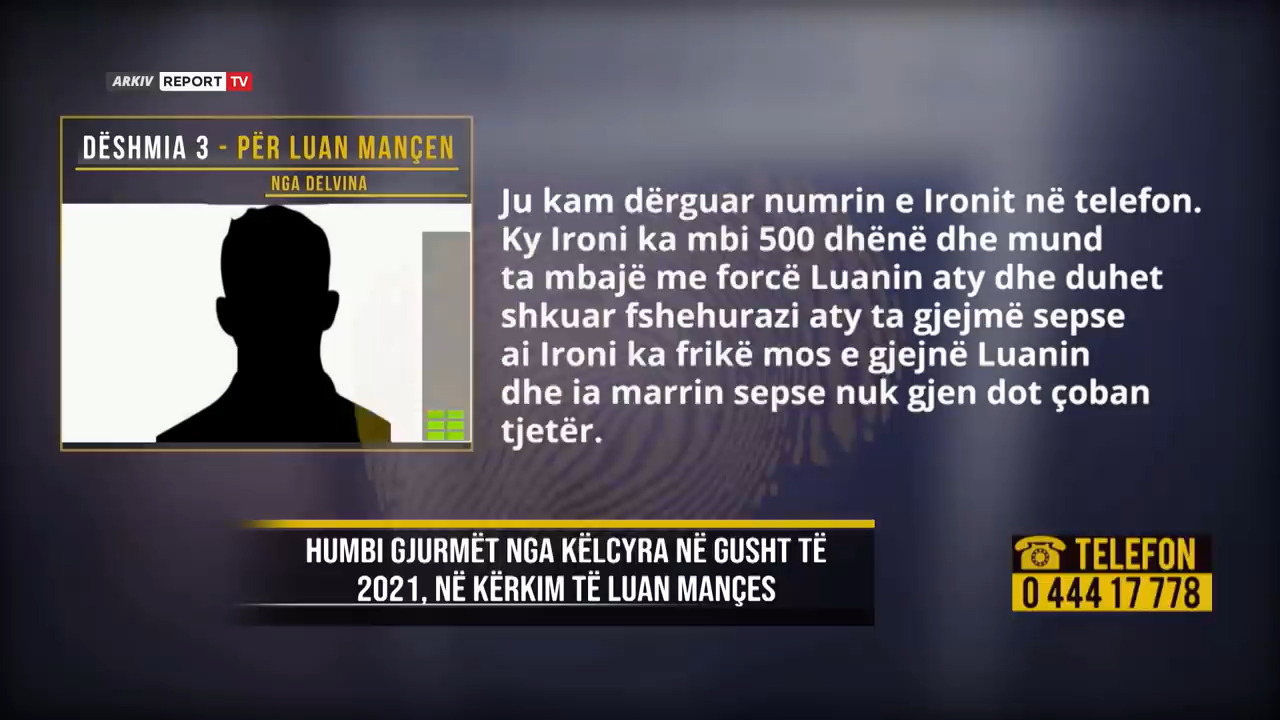 ARKIV REPORT TV
DËSHMIA 3 - PËR LUAN MANÇEN
NGA DELVINA
Ju kam dërguar numrin e Ironit në telefon.
Ky Ironi ka mbi 500 dhënë dhe mund
ta mbajë me forcë Luanin aty dhe duhet
shkuar fshehurazi aty ta gjejmë sepse
ai Ironi ka frikë mos e gjejnë Luanin
dhe ia marrin sepse nuk gjen dot çoban
tjetër.
HUMBI GJURMËT NGA KËLCYRA NË GUSHT TË
2021, NË KËRKIM TË LUAN MANÇES
TELEFON
0 444 17 778